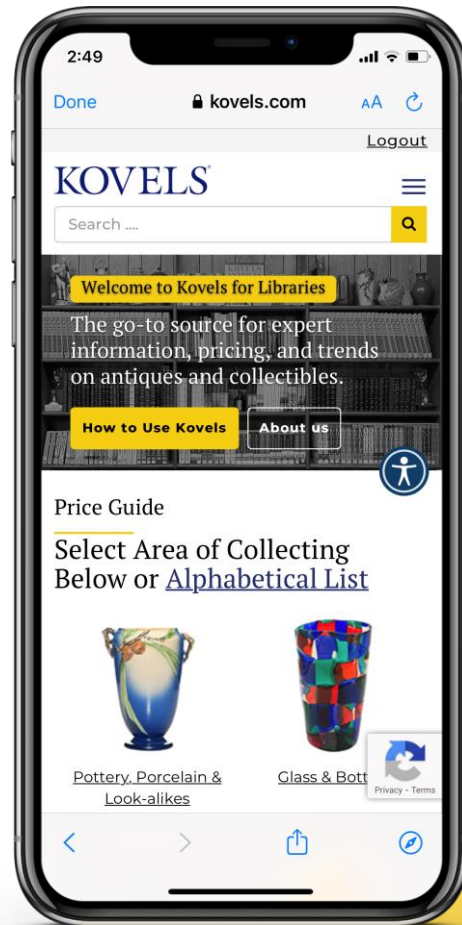 2:49
Done
kovels.com
AA
Logout
KOVELS
Search ....
Welcome to Kovels for Libraries
The go-to source for expert
information, pricing, and trends
on antiques and collectibles.
How to Use Kovels
About us
Price Guide
Select Area of Collecting
Below or Alphabetical List
Pottery, Porcelain &
Look-alikes
Glass & Bott
Privacy - Terms